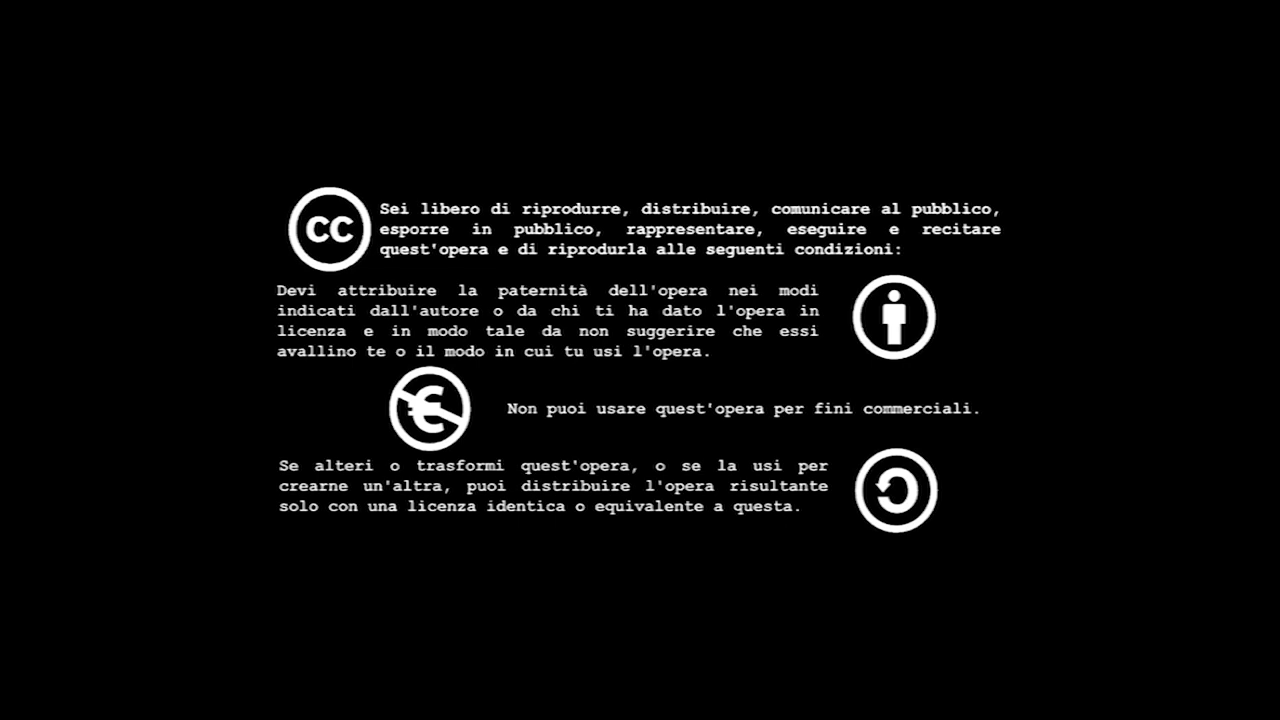 cc
Sei libero di riprodurre, distribuire, comunicare al pubblico,
esporre in pubblico, rappresentare, eseguire e recitare
quest'opera e di riprodurla alle seguenti condizioni:
Devi attribuire la paternità dell'opera nei modi
indicati dall'autore o da chi ti ha dato l'opera in
licenza e in modo tale da non suggerire che essi
avallino te o il modo in cui tu usi l'opera.
€
Non puoi usare quest'opera per fini commerciali.
Se alteri o trasformi quest'opera, o se la usi per
crearne un'altra, puoi distribuire l'opera risultante
solo con una licenza identica o equivalente a questa.